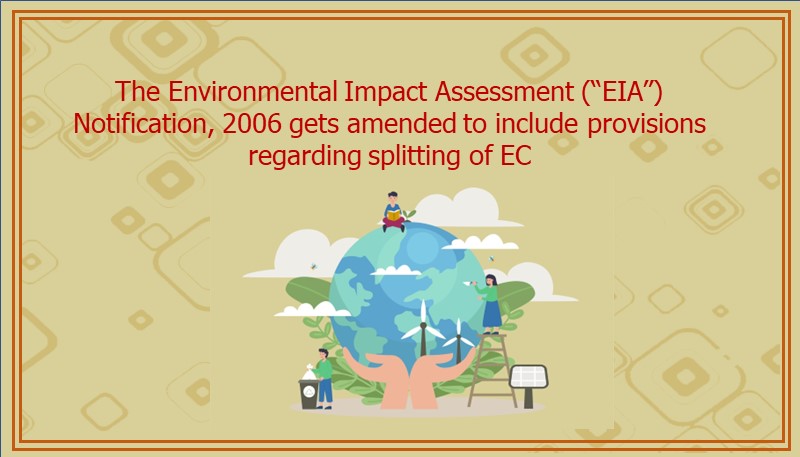 The Environmental Impact Assessment (“EIA”)
Notification, 2006 gets amended to include provisions
regarding splitting of EC